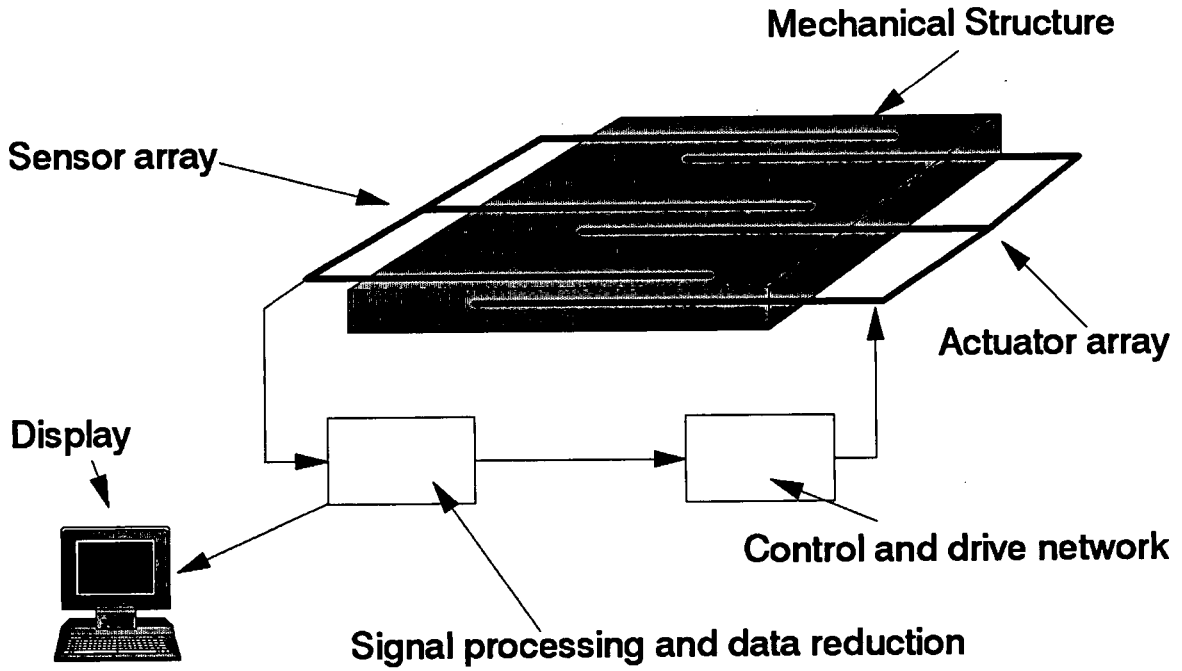 Mechanical Structure
Sensor array
Actuator array
Display
Control and drive network
Signal processing and data reduction